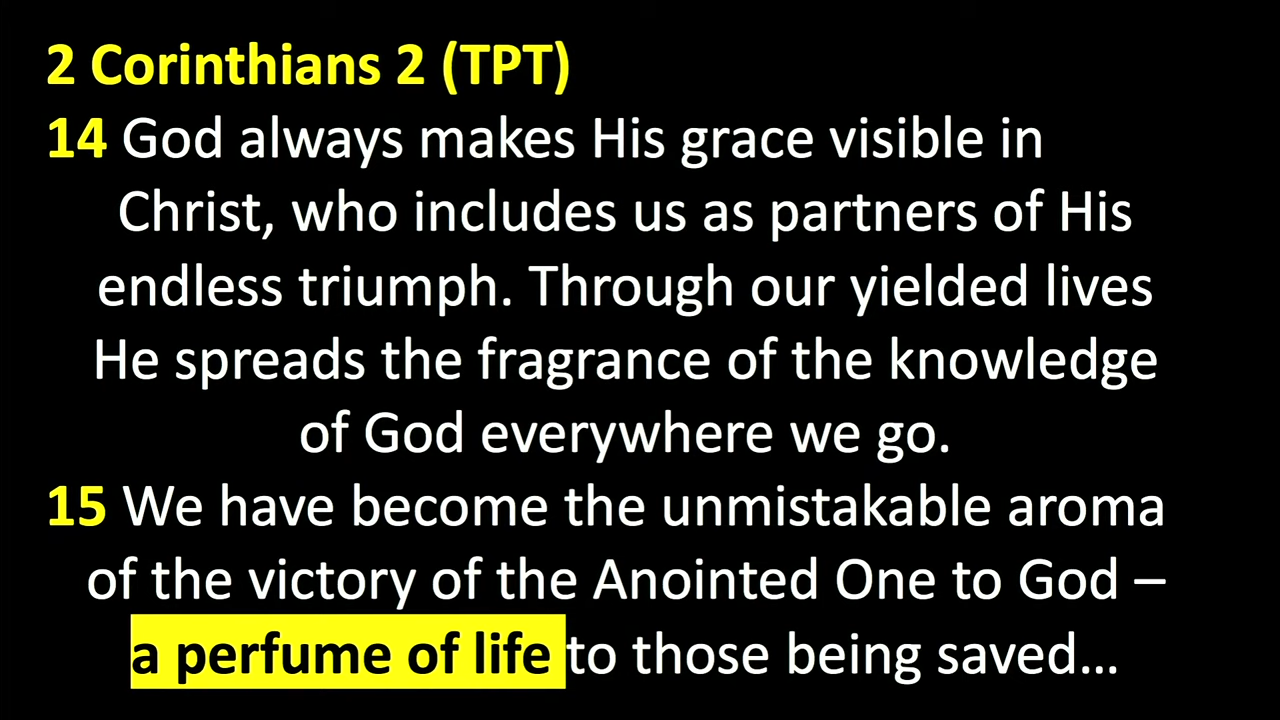 2 Corinthians 2 (TPT)
14 God always makes His grace visible in
Christ, who includes us as partners of His
endless triumph. Through our yielded lives
He spreads the fragrance of the knowledge
of God everywhere we go.
15 We have become the unmistakable aroma
of the victory of the Anointed One to God –
a perfume of life to those being saved...